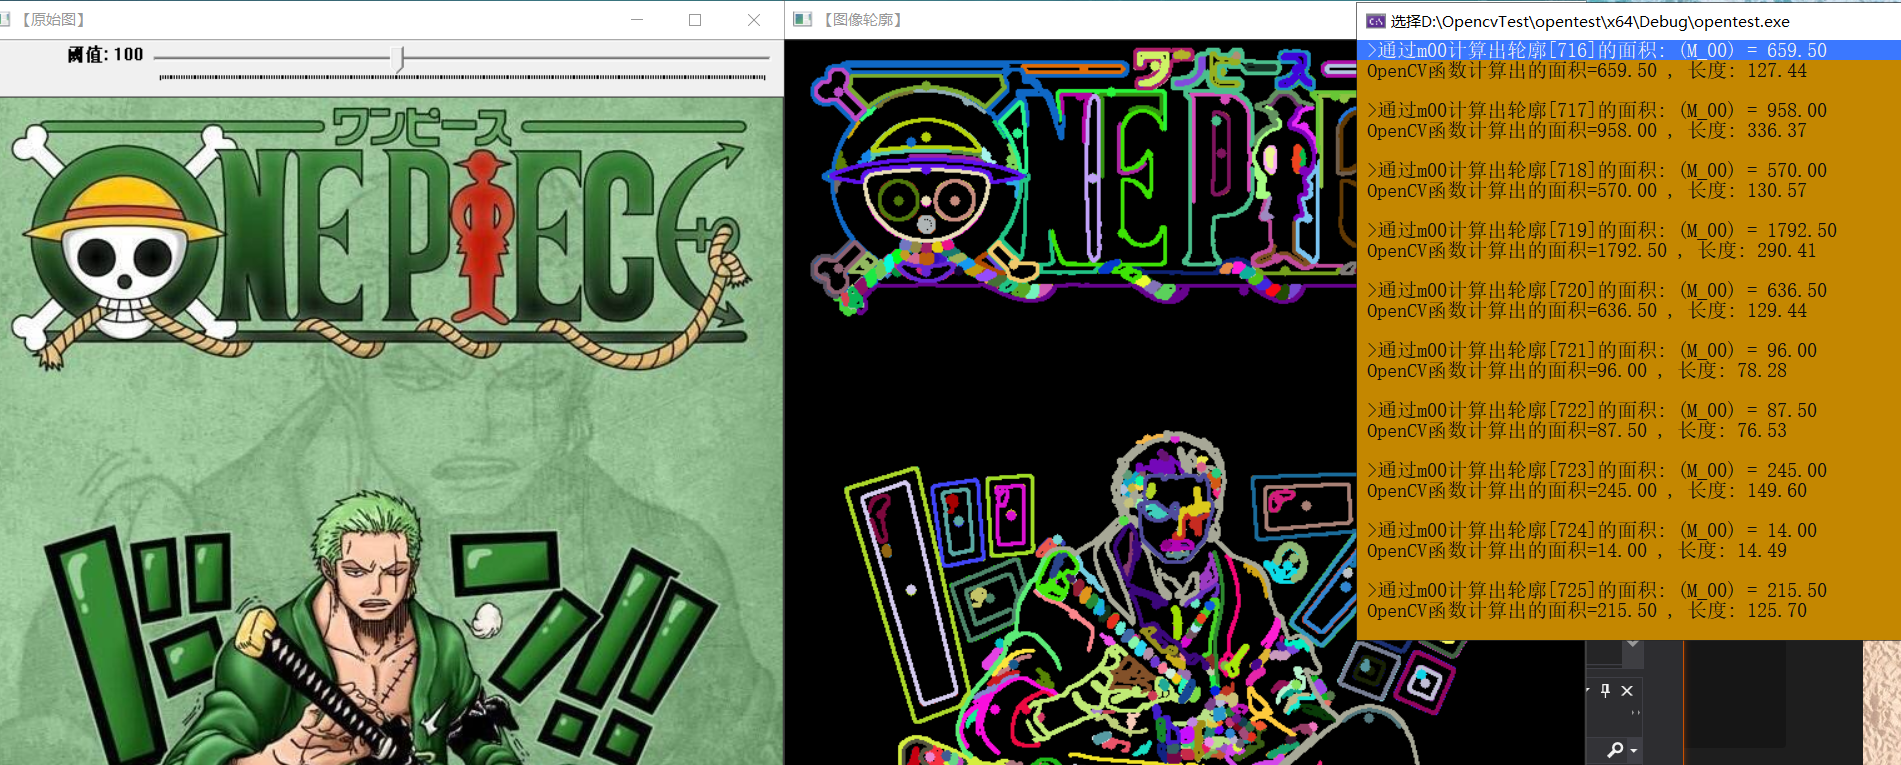 【原始图】
阈值: 100
ワンピース
ONE PIECE
ドン!!
【图像轮廓】
ワンピース
选择D:\OpencvTest\opentest\x64\Debug\opentest.exe
>通过m00计算出轮廓[716]的面积: (M_00) = 659.50
OpenCV函数计算出的面积=659.50 , 长度: 127.44
>通过m00计算出轮廓[717]的面积: (M_00) = 958.00
OpenCV函数计算出的面积=958.00 , 长度: 336.37
>通过m00计算出轮廓[718]的面积: (M_00) = 570.00
OpenCV函数计算出的面积=570.00 , 长度: 130.57
>通过m00计算出轮廓[719]的面积: (M_00) = 1792.50
OpenCV函数计算出的面积=1792.50 , 长度: 290.41
>通过m00计算出轮廓[720]的面积: (M_00) = 636.50
OpenCV函数计算出的面积=636.50 , 长度: 129.44
>通过m00计算出轮廓[721]的面积: (M_00) = 96.00
OpenCV函数计算出的面积=96.00 , 长度: 78.28
>通过m00计算出轮廓[722]的面积: (M_00) = 87.50
OpenCV函数计算出的面积=87.50 , 长度: 76.53
>通过m00计算出轮廓[723]的面积: (M_00) = 245.00
OpenCV函数计算出的面积=245.00 , 长度: 149.60
>通过m00计算出轮廓[724]的面积: (M_00) = 14.00
OpenCV函数计算出的面积=14.00 , 长度: 14.49
>通过m00计算出轮廓[725]的面积: (M_00) = 215.50
OpenCV函数计算出的面积=215.50 , 长度: 125.70